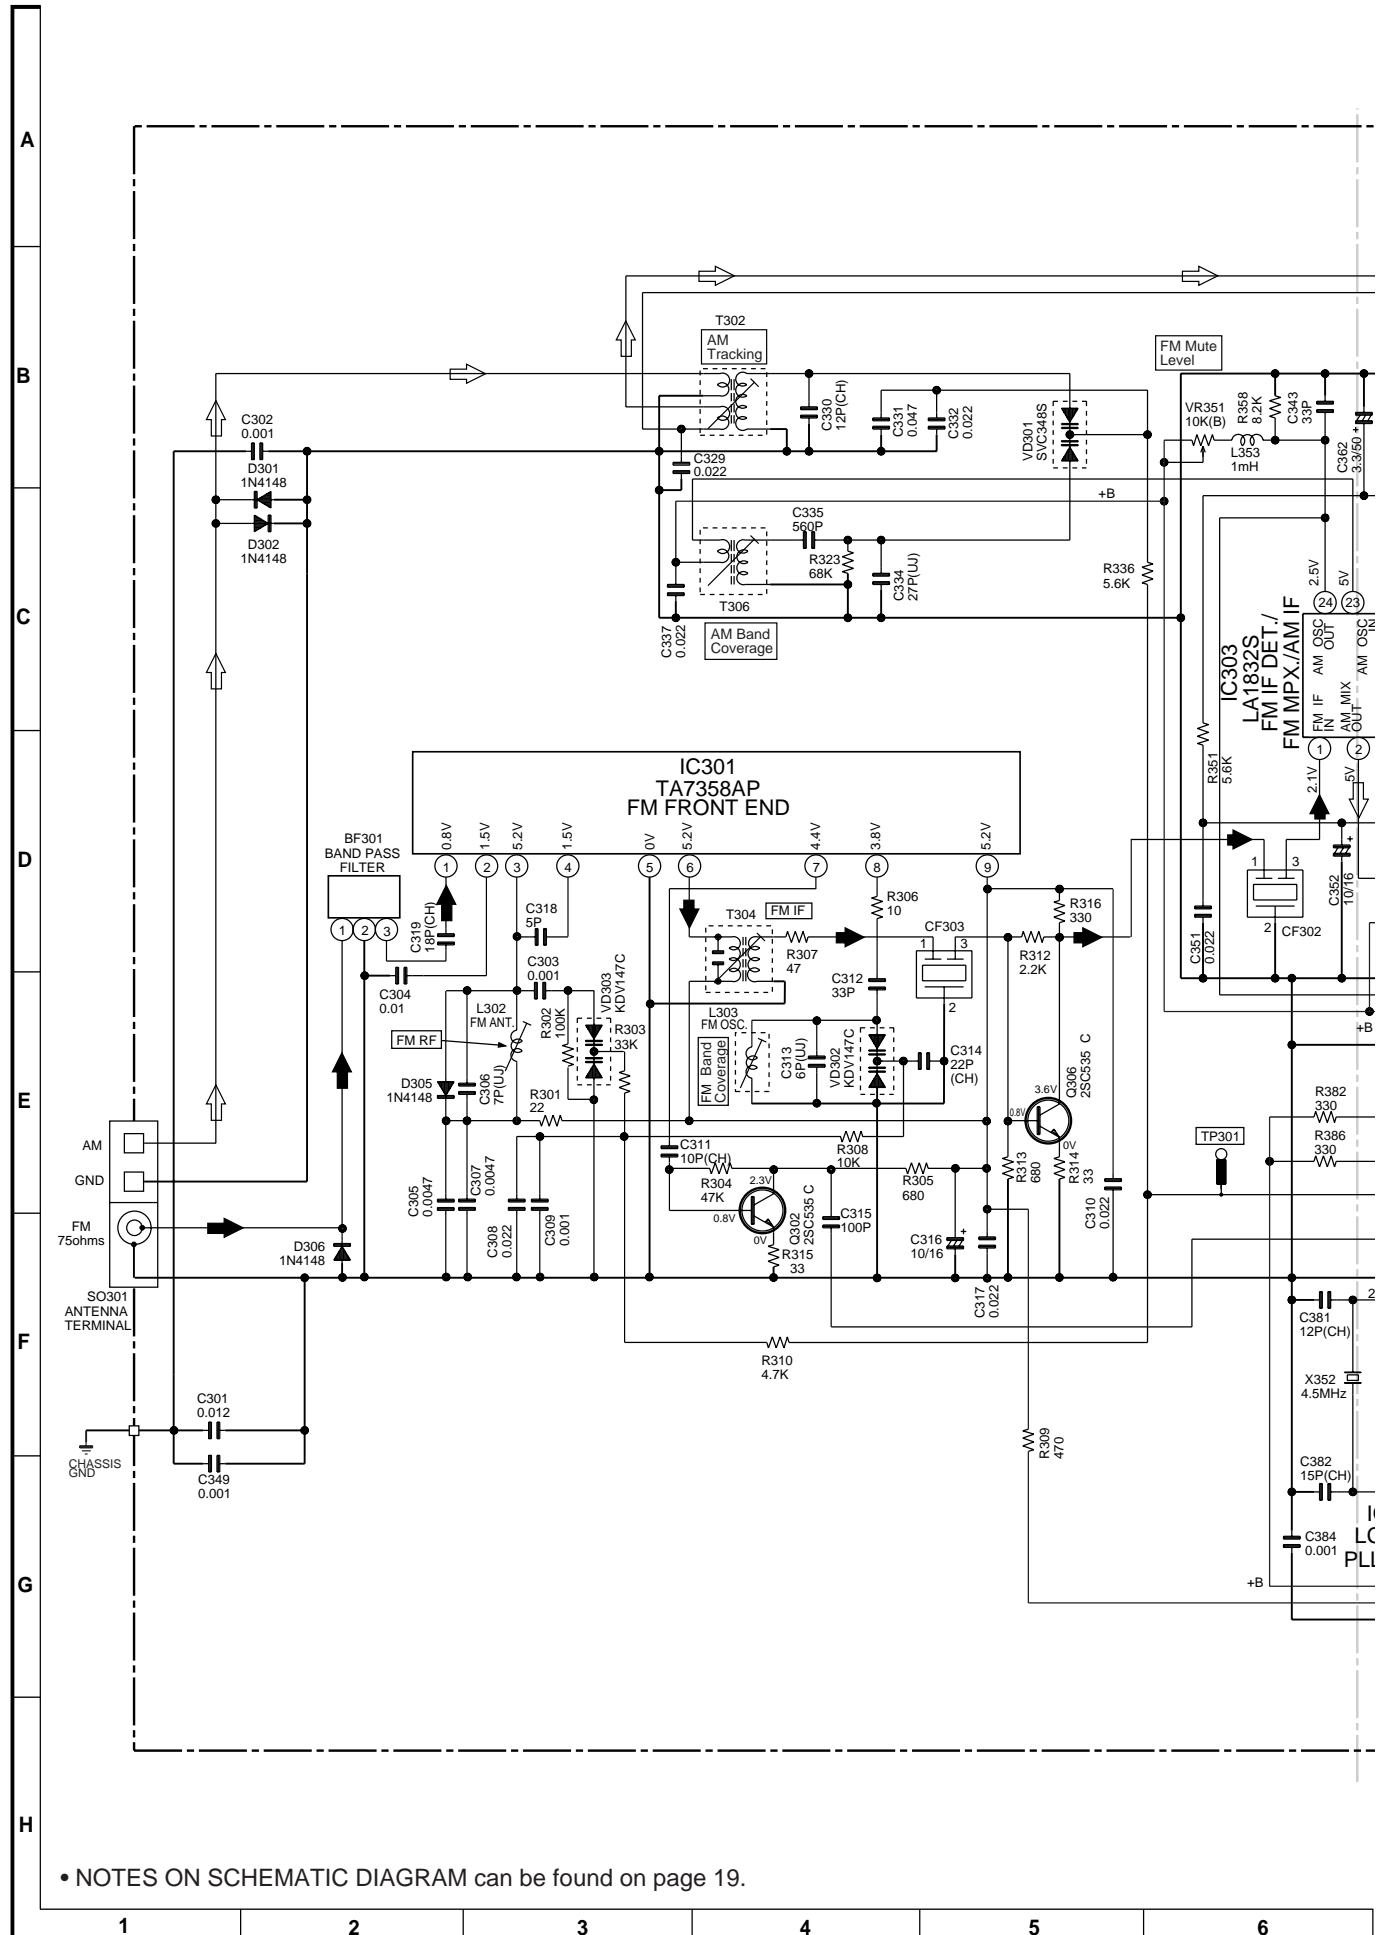 A
B
C
D
E
F
G
H
T302
AM
Tracking
C302
0.001
D301
1N4148
D302
1N4148
C330
12P(CH)
C331
0.047
C332
0.022
VD301
SVC348S
C329
0.022
FM Mute
Level
VR351
10K(B)
R358
8.2K
C343
33P
L353
1mH
C362
3.3/50
+
+B
C335
560P
R323
68K
C334
27P(UJ)
R336
5.6K
T306
C337
0.022
AM Band
Coverage
IC303
LA1832S
FM IF DET./
FM MPX./AM IF
2.5V
5V
24
23
AM OSC
OUT
AM OSC
IN
FM IF
IN
AM MIX
OUT
1
2
2.1V
5V
R351
5.6K
IC301
TA7358AP
FM FRONT END
0.8V
1.5V
5.2V
1.5V
0V
5.2V
4.4V
3.8V
5.2V
1
2
3
4
5
6
7
8
9
BF301
BAND PASS
FILTER
1
2
3
C319
18P(CH)
C318
5P
C304
0.01
C303
0.001
T304
FM IF
R307
47
R306
10
CF303
1
3
2
R316
330
R312
2.2K
C312
33P
C351
0.022
1
3
2
CF302
C352
10/16
+
+B
L302
FM ANT.
FM RF
R302
100K
VD303
KDV147C
R303
33K
L303
FM OSC.
FM Band
Coverage
C313
6P(UJ)
VD302
KDV147C
C314
22P
(CH)
D305
1N4148
C306
7P(UJ)
R301
22
C311
10P(CH)
R308
10K
3.6V
0.8V
0V
Q306
2SC535 C
R382
330
R386
330
TP301
AM
GND
FM
75ohms
C305
0.0047
C307
0.0047
C308
0.022
C309
0.001
R304
47K
2.3V
0.8V
0V
Q302
2SC535 C
R315
33
C315
100P
R305
680
R313
680
R314
33
C310
0.022
C316
10/16
+
C317
0.022
D306
1N4148
SO301
ANTENNA
TERMINAL
C381
12P(CH)
2
X352
4.5MHz
R310
4.7K
C301
0.012
CHASSIS
GND
C349
0.001
R309
470
C382
15P(CH)
C384
0.001
+B
• NOTES ON SCHEMATIC DIAGRAM can be found on page 19.
1
2
3
4
5
6